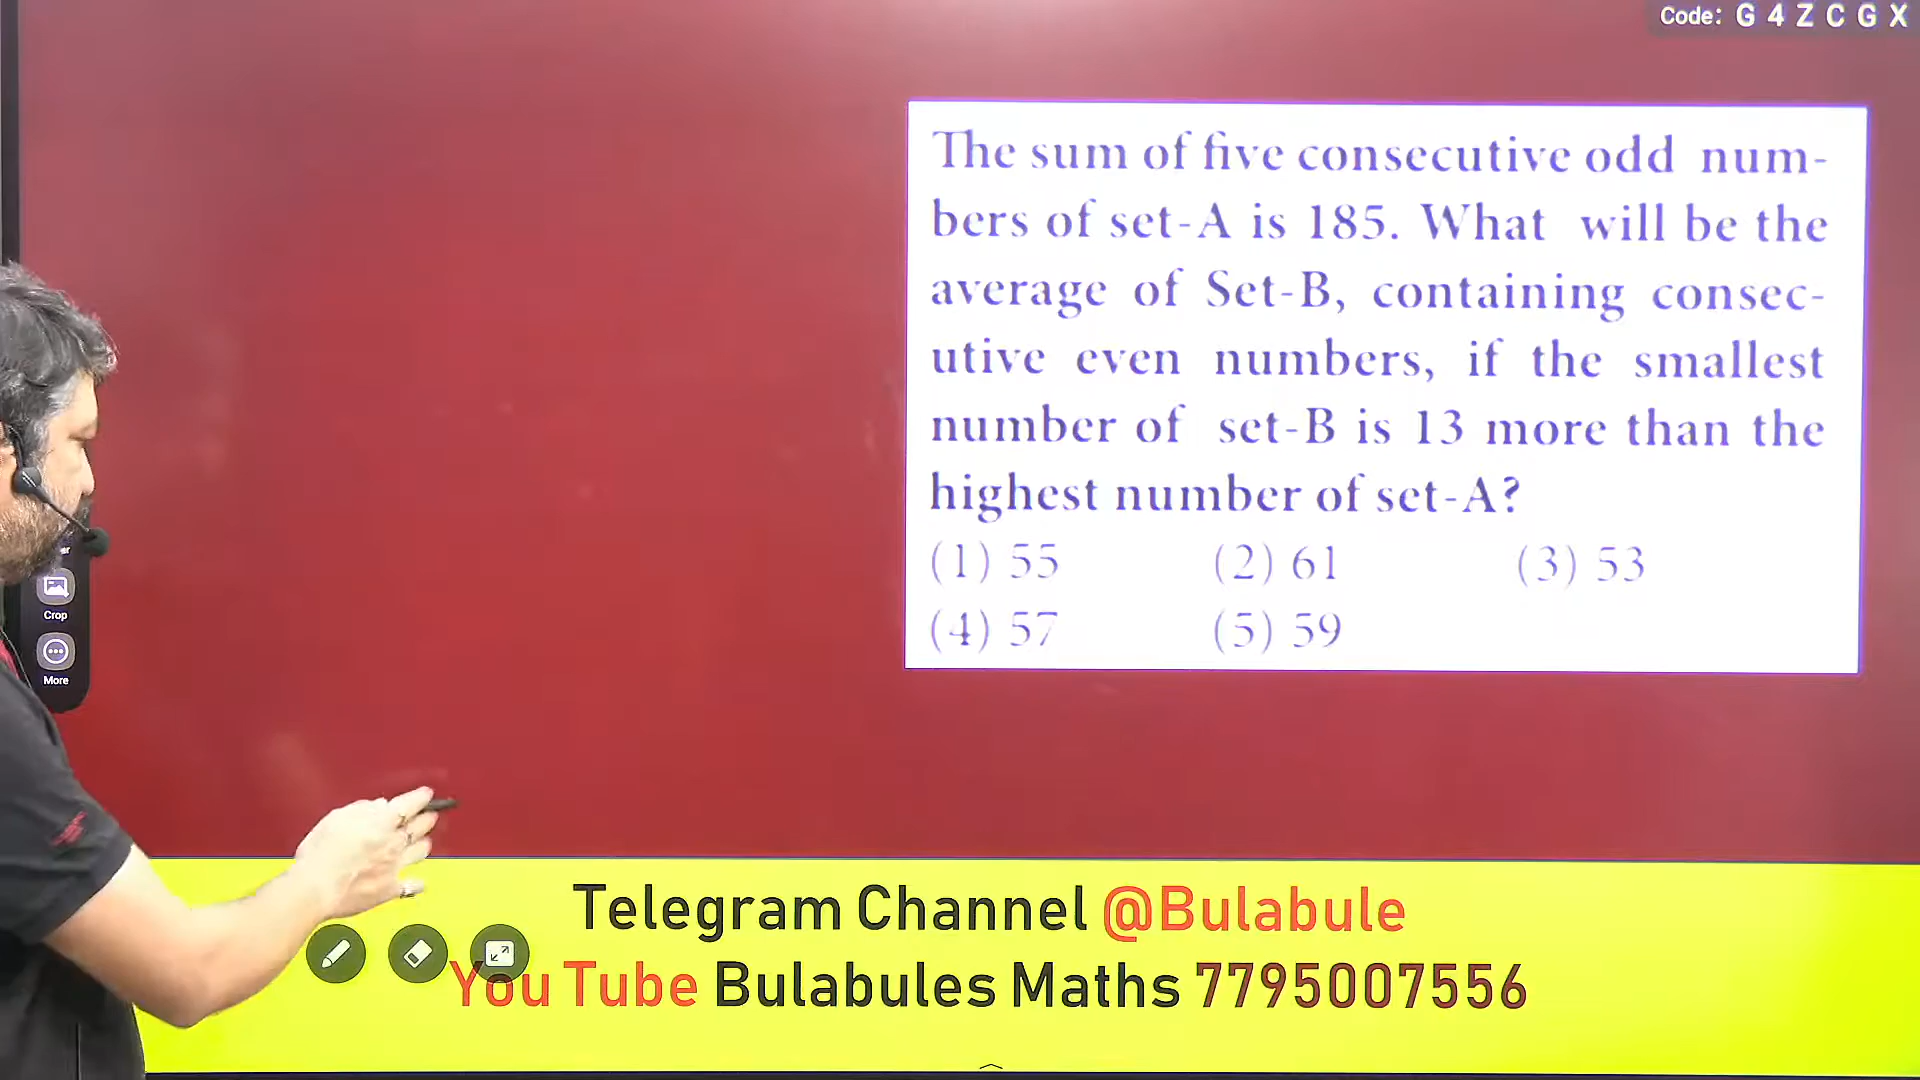 Code: G 4 Z C G X
The sum of five consecutive odd num-
bers of set-A is 185. What will be the
average of Set-B, containing consec-
utive even numbers, if the smallest
number of set-B is 13 more than the
highest number of set-A?
(1) 55 (2) 61 (3) 53
(4) 57 (5) 59
Crop
More
Telegram Channel @Bulabule
You Tube Bulabules Maths 7795007556